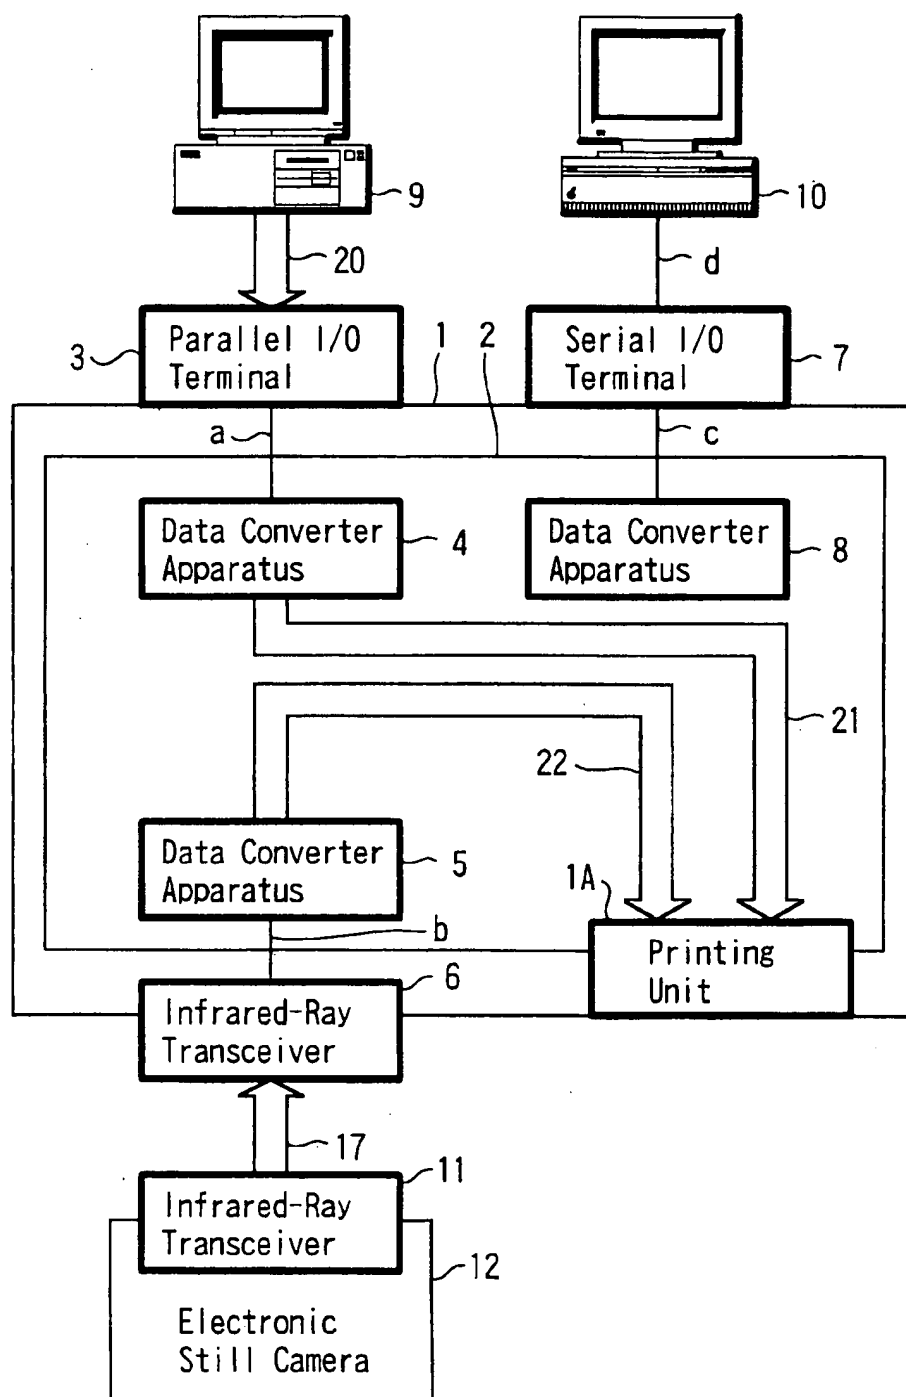 9
10
20
d
Parallel I/O
Terminal
3
1
2
Serial I/O
Terminal
7
a
c
Data Converter
Apparatus
4
Data Converter
Apparatus
8
21
22
Data Converter
Apparatus
5
1A
b
Printing
Unit
6
Infrared-Ray
Transceiver
17
11
Infrared-Ray
Transceiver
12
Electronic
Still Camera